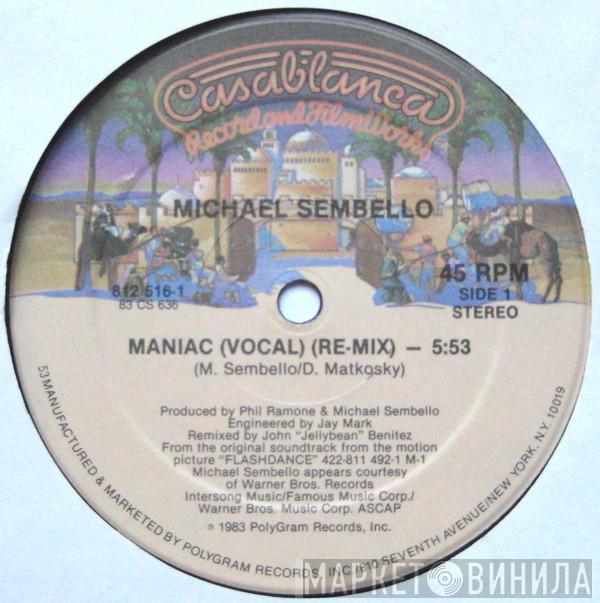 Casablanca
Record and FilmWorks
MICHAEL SEMBELLO
812 516-1
83 CS 636
45 RPM
SIDE 1
STEREO
MANIAC (VOCAL) (RE-MIX) — 5:53
(M. Sembello/D. Matkosky)
Produced by Phil Ramone & Michael Sembello
Engineered by Jay Mark
Remixed by John "Jellybean" Benitez
From the original soundtrack from the motion
picture "FLASHDANCE" 422-811 492-1 M-1
Michael Sembello appears courtesy
of Warner Bros. Records
Intersong Music/Famous Music Corp./
Warner Bros. Music Corp. ASCAP
℗ 1983 PolyGram Records, Inc.
53 MANUFACTURED & MARKETED BY POLYGRAM RECORDS, INC./810 SEVENTH AVENUE/NEW YORK, N.Y. 10019
МАРКЕТ ВИНИЛА